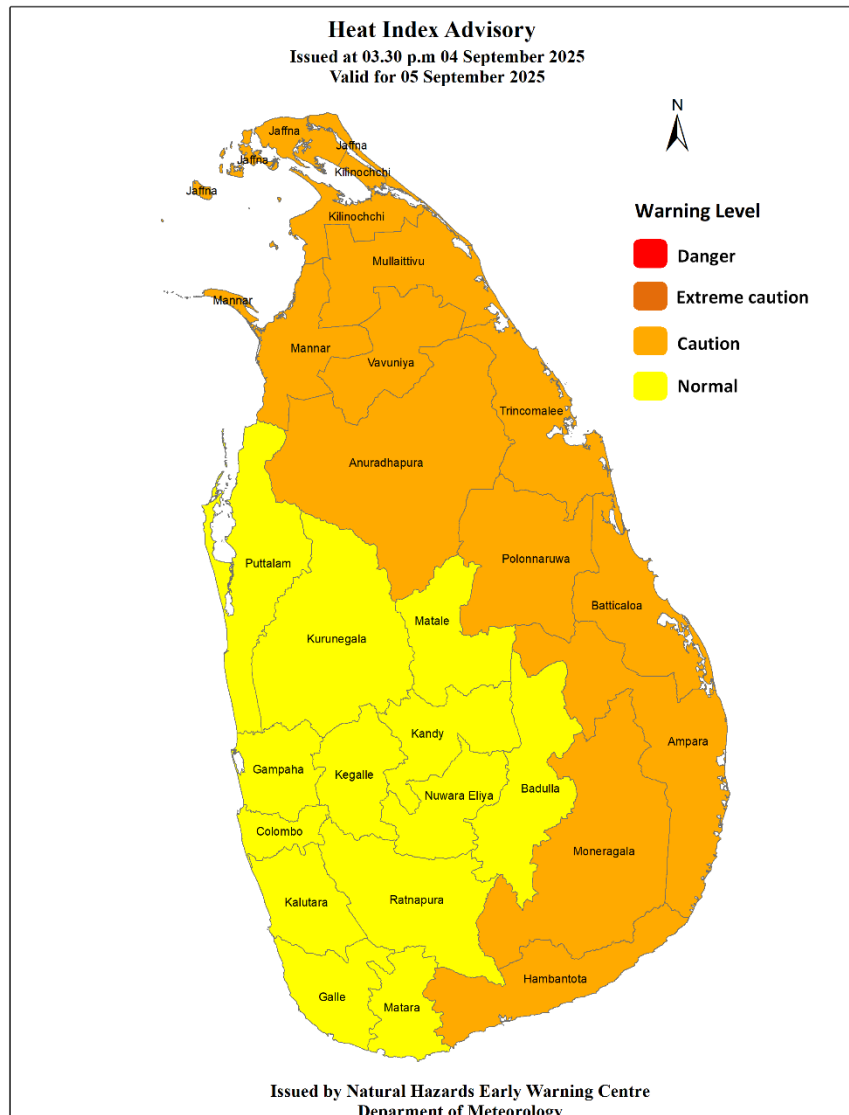 Heat Index Advisory
Issued at 03.30 p.m 04 September 2025
Valid for 05 September 2025
N
Jaffna
Jaffna
Jaffna
Kilinochchi
Jaffna
Kilinochchi
Warning Level
Danger
Mullaittivu
Extreme caution
Mannar
Caution
Mannar
Vavuniya
Normal
Trincomalee
Anuradhapura
Polonnaruwa
Puttalam
Batticaloa
Matale
Kurunegala
Kandy
Ampara
Gampaha
Kegalle
Nuwara Eliya
Badulla
Colombo
Moneragala
Kalutara
Ratnapura
Hambantota
Galle
Matara
Issued by Natural Hazards Early Warning Centre
Deparment of Meteorology